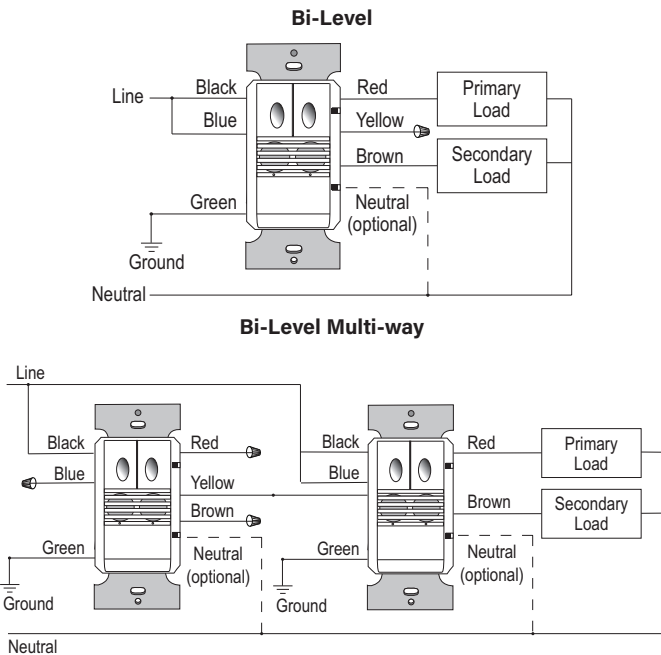 Bi-Level
Line
Black
Red
Primary
Load
Blue
Yellow
Brown
Secondary
Load
Green
Neutral
(optional)
Ground
Neutral
Bi-Level Multi-way
Line
Black
Red
Black
Red
Primary
Load
Blue
Yellow
Blue
Brown
Brown
Secondary
Load
Green
Neutral
(optional)
Green
Neutral
(optional)
Ground
Ground
Neutral